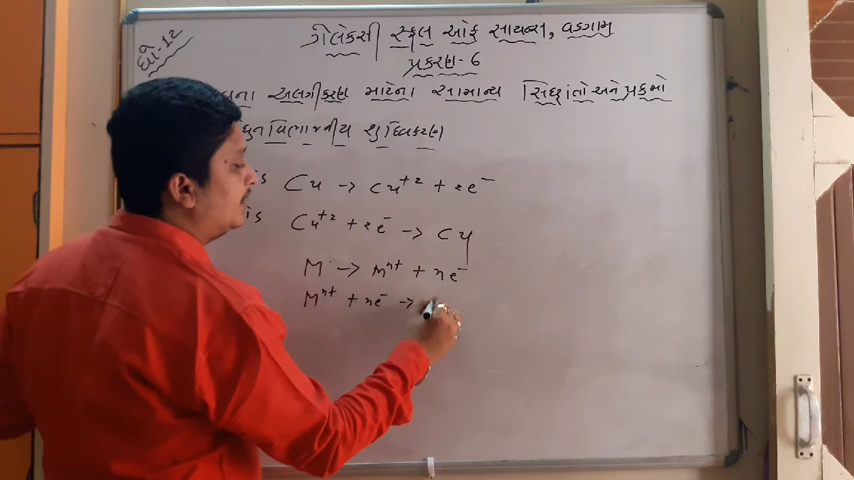 ધો-12
ગેલેક્સી સ્કૂલ ઓફ સાયન્સ, વડગામ
પ્રકરણ-6
અલગીકરણ માટેના સામાન્ય સિદ્ધાંતો અને પ્રક્રમો
વિભાજનીય શુદ્ધિકરણ
Cu → Cu+2 + 2e-
Cu+2 + 2e- → Cu
M → Mn+ + ne-
Mn+ + ne- →